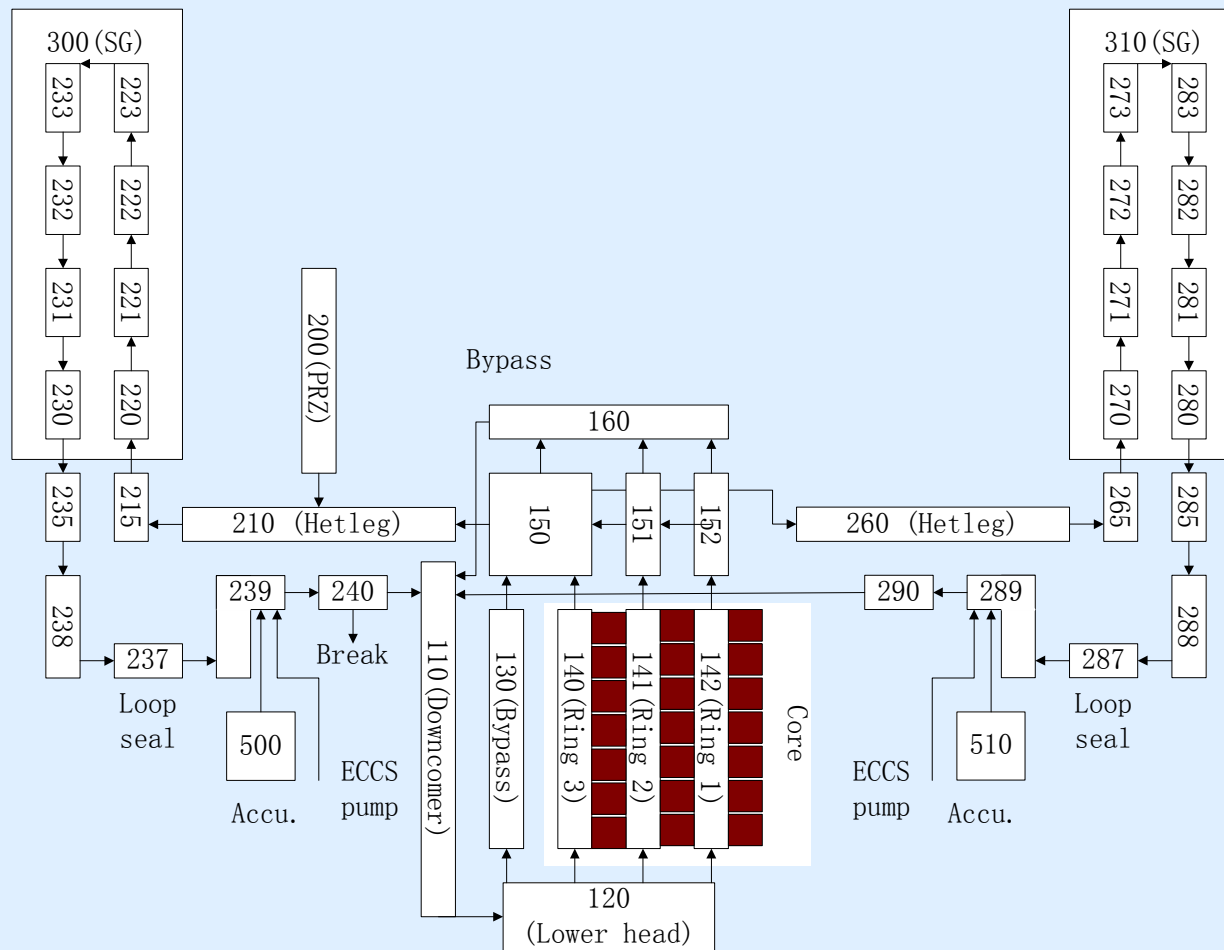 300(SG)
310(SG)
233
223
273
283
232
222
272
282
231
221
271
281
200(PRZ)
Bypass
230
220
270
280
160
235
215
210 (Hetleg)
150
151
152
260 (Hetleg)
265
285
238
239
240
290
289
288
Break
237
Loop
seal
287
Loop
seal
110(Downcomer)
130(Bypass)
140(Ring 3)
141(Ring 2)
142(Ring 1)
Core
500
510
ECCS
pump
Accu.
ECCS
pump
Accu.
120
(Lower head)